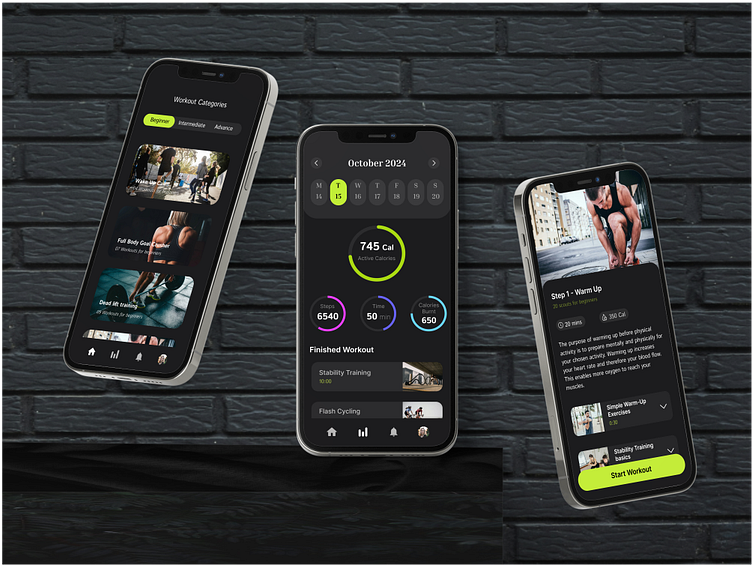 Workout Categories
Beginner
Intermediate
Advance
Wake Up
Full Body Goal Crusher
07 Workouts for beginners
Dead lift training
05 Workouts for beginners
October 2024
M T W T F S S
14 15 16 17 18 19 20
745 Cal
Active Calories
Steps
6540
Time
50 min
Calories
Burnt
650
Finished Workout
Stability Training
10:00
Flash Cycling
Step 1 - Warm Up
for beginners
20 mins
350 Cal
The purpose of warming up before physical
activity is to prepare mentally and physically for
your chosen activity. Warming up increases
your heart rate and therefore your blood flow.
This enables more oxygen to reach your
muscles.
Simple Warm-Up
Exercises
0:30
Stability Training
basics
Start Workout